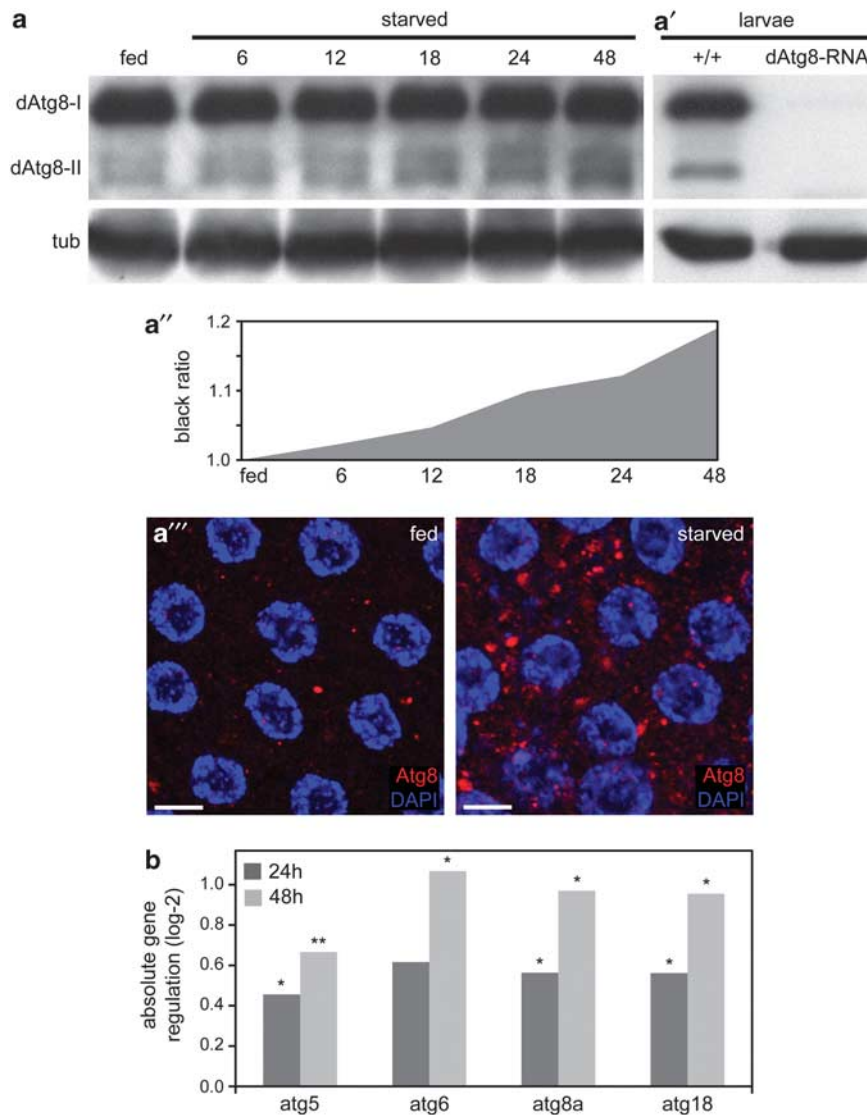 a
starved
a′
larvae
fed 6 12 18 24 48
+/+ dAtg8-RNA
dAtg8-I
dAtg8-II
tub
a″
1.2
1.1
1.0
black ratio
fed 6 12 18 24 48
a‴
fed
starved
Atg8
DAPI
Atg8
DAPI
b
24h
48h
absolute gene
regulation (log-2)
1.0
0.8
0.6
0.4
0.2
0.0
* ** * * * * *
atg5 atg6 atg8a atg18